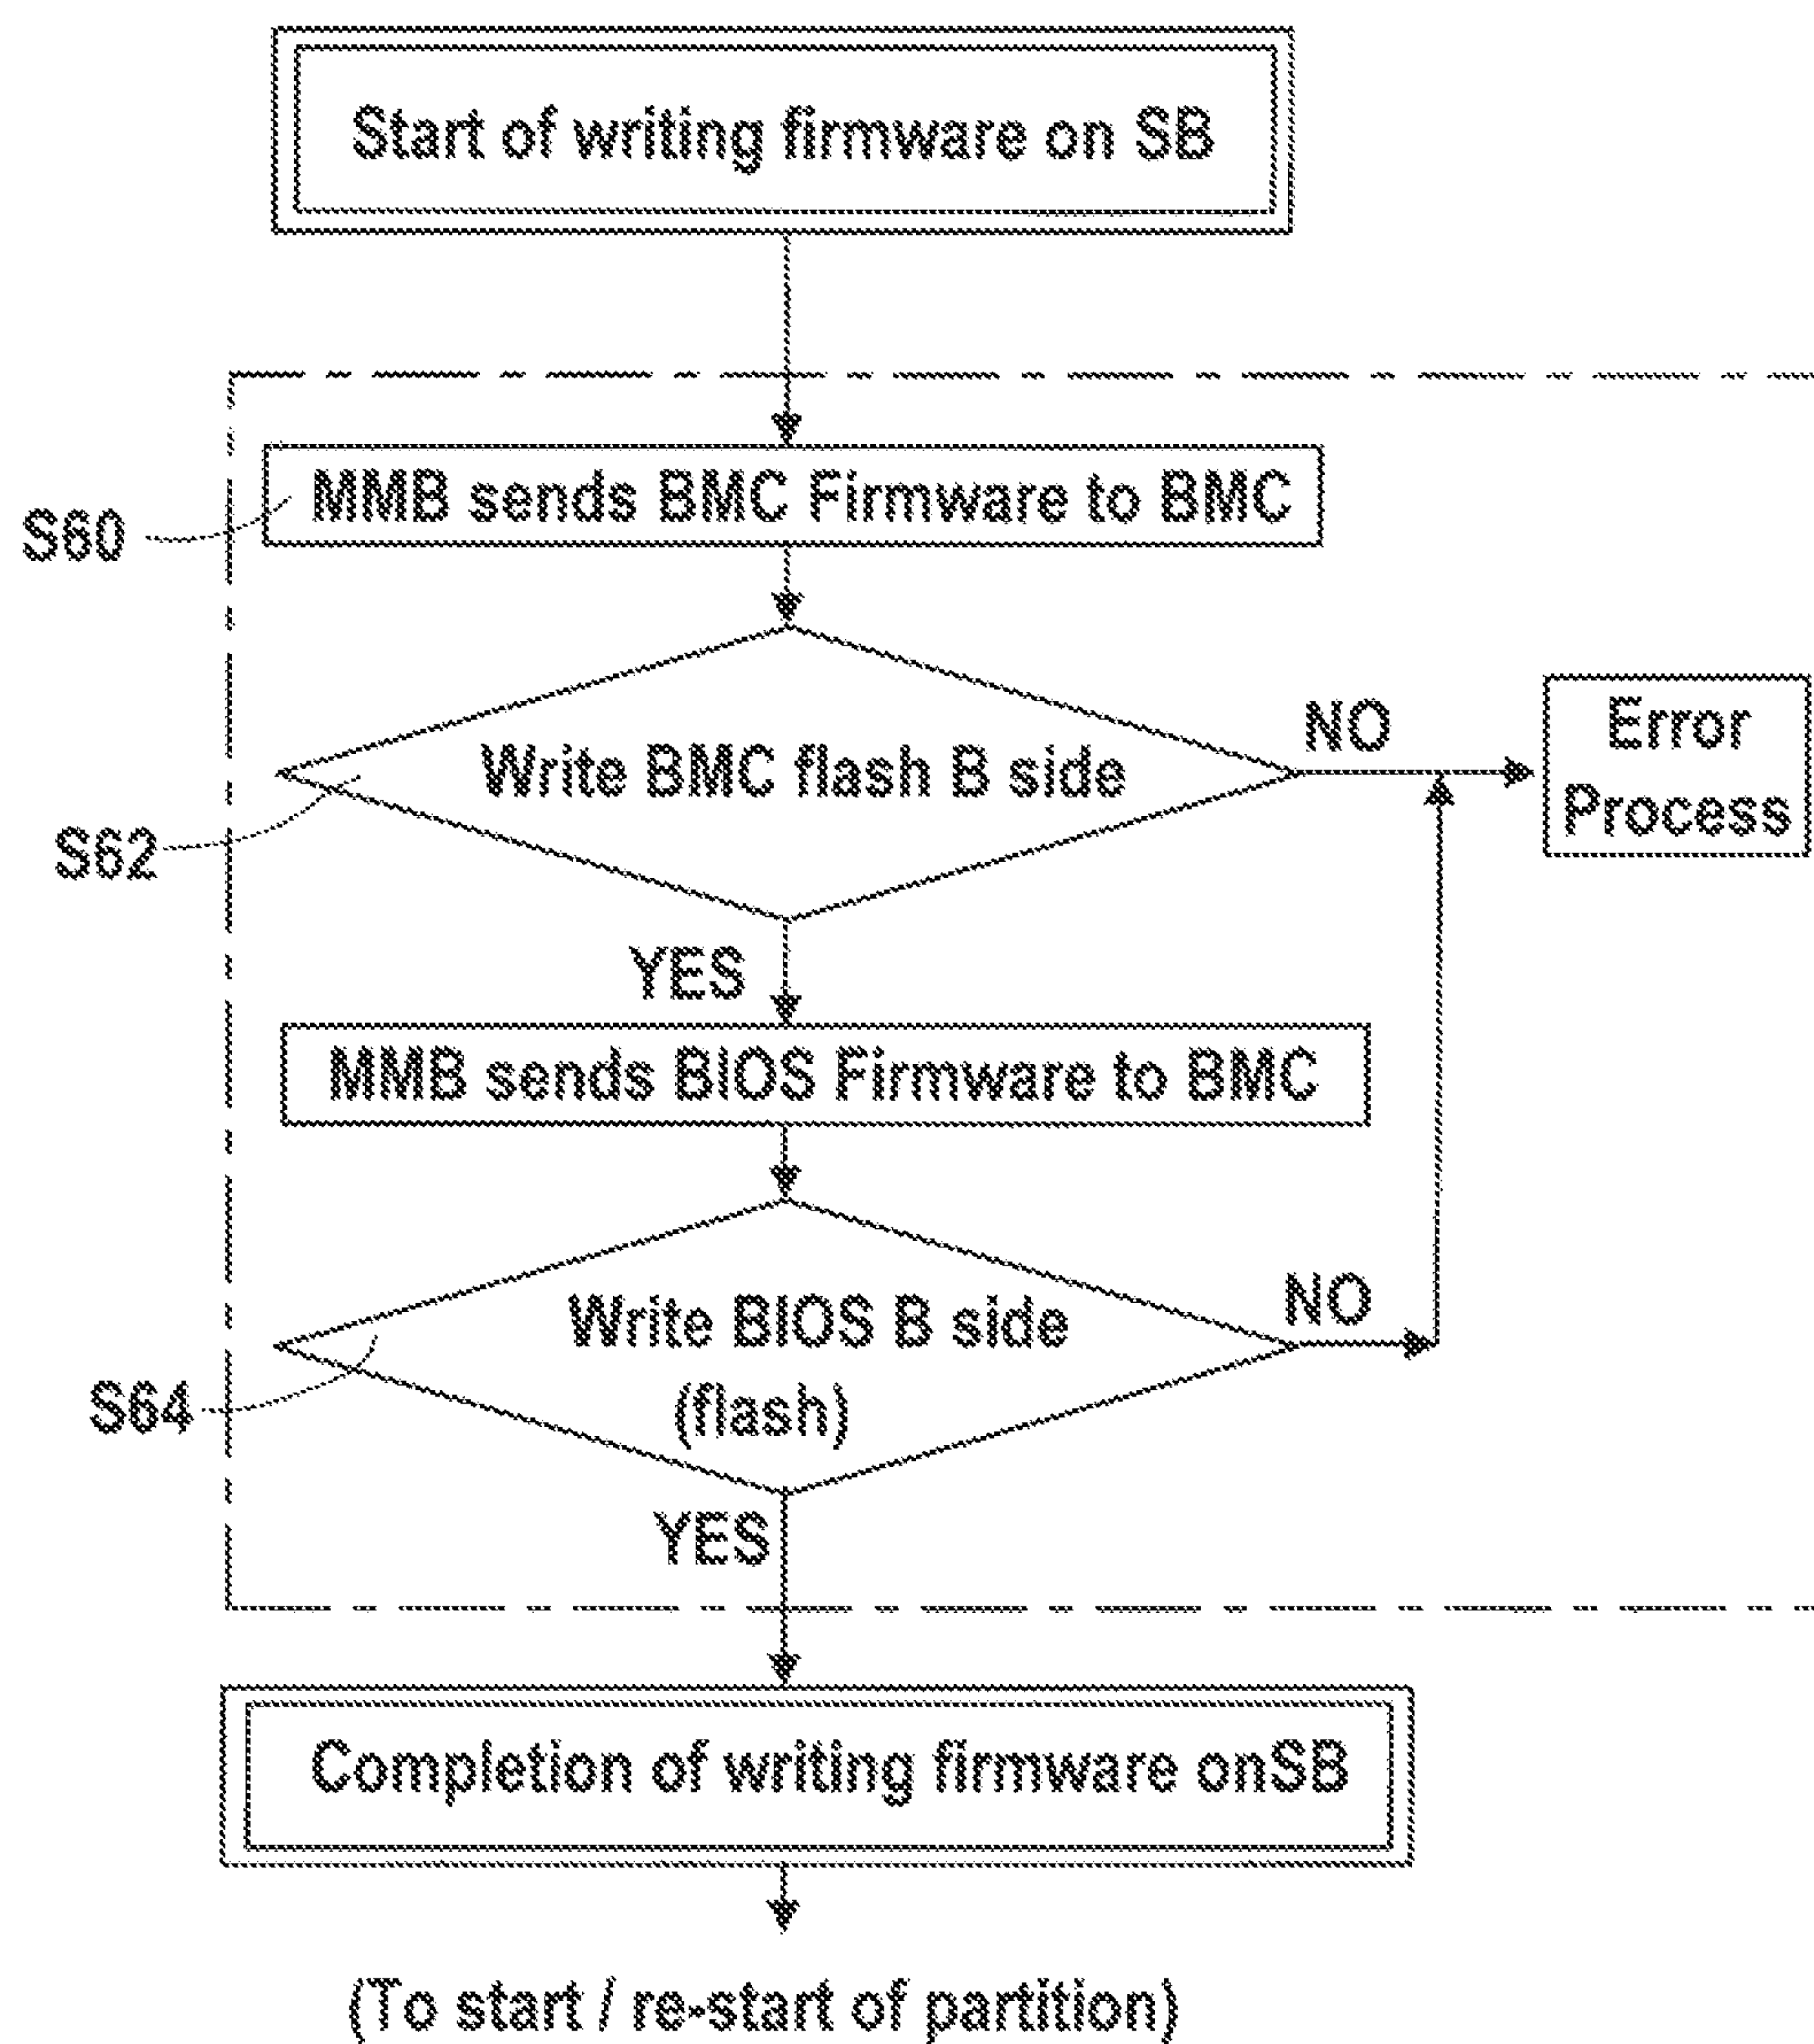 Start of writing firmware on SB
MMB sends BMC Firmware to BMC
S60
NO
Error
Process
Write BMC flash B side
S62
YES
MMB sends BIOS Firmware to BMC
NO
Write BIOS B side
(flash)
S64
YES
Completion of writing firmware onSB
(To start / re-start of partition)